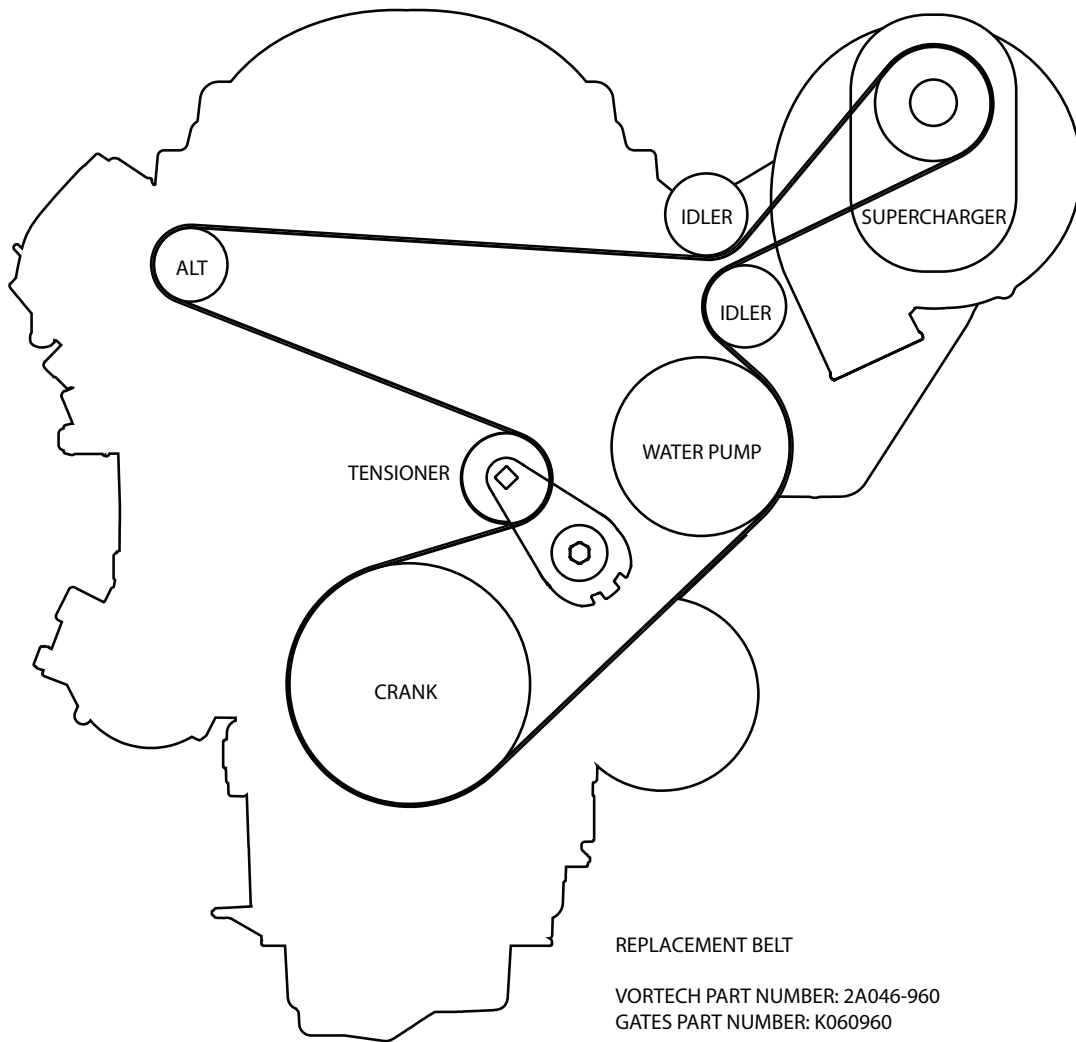 IDLER
SUPERCHARGER
ALT
IDLER
WATER PUMP
TENSIONER
CRANK
REPLACEMENT BELT
VORTECH PART NUMBER: 2A046-960
GATES PART NUMBER: K060960